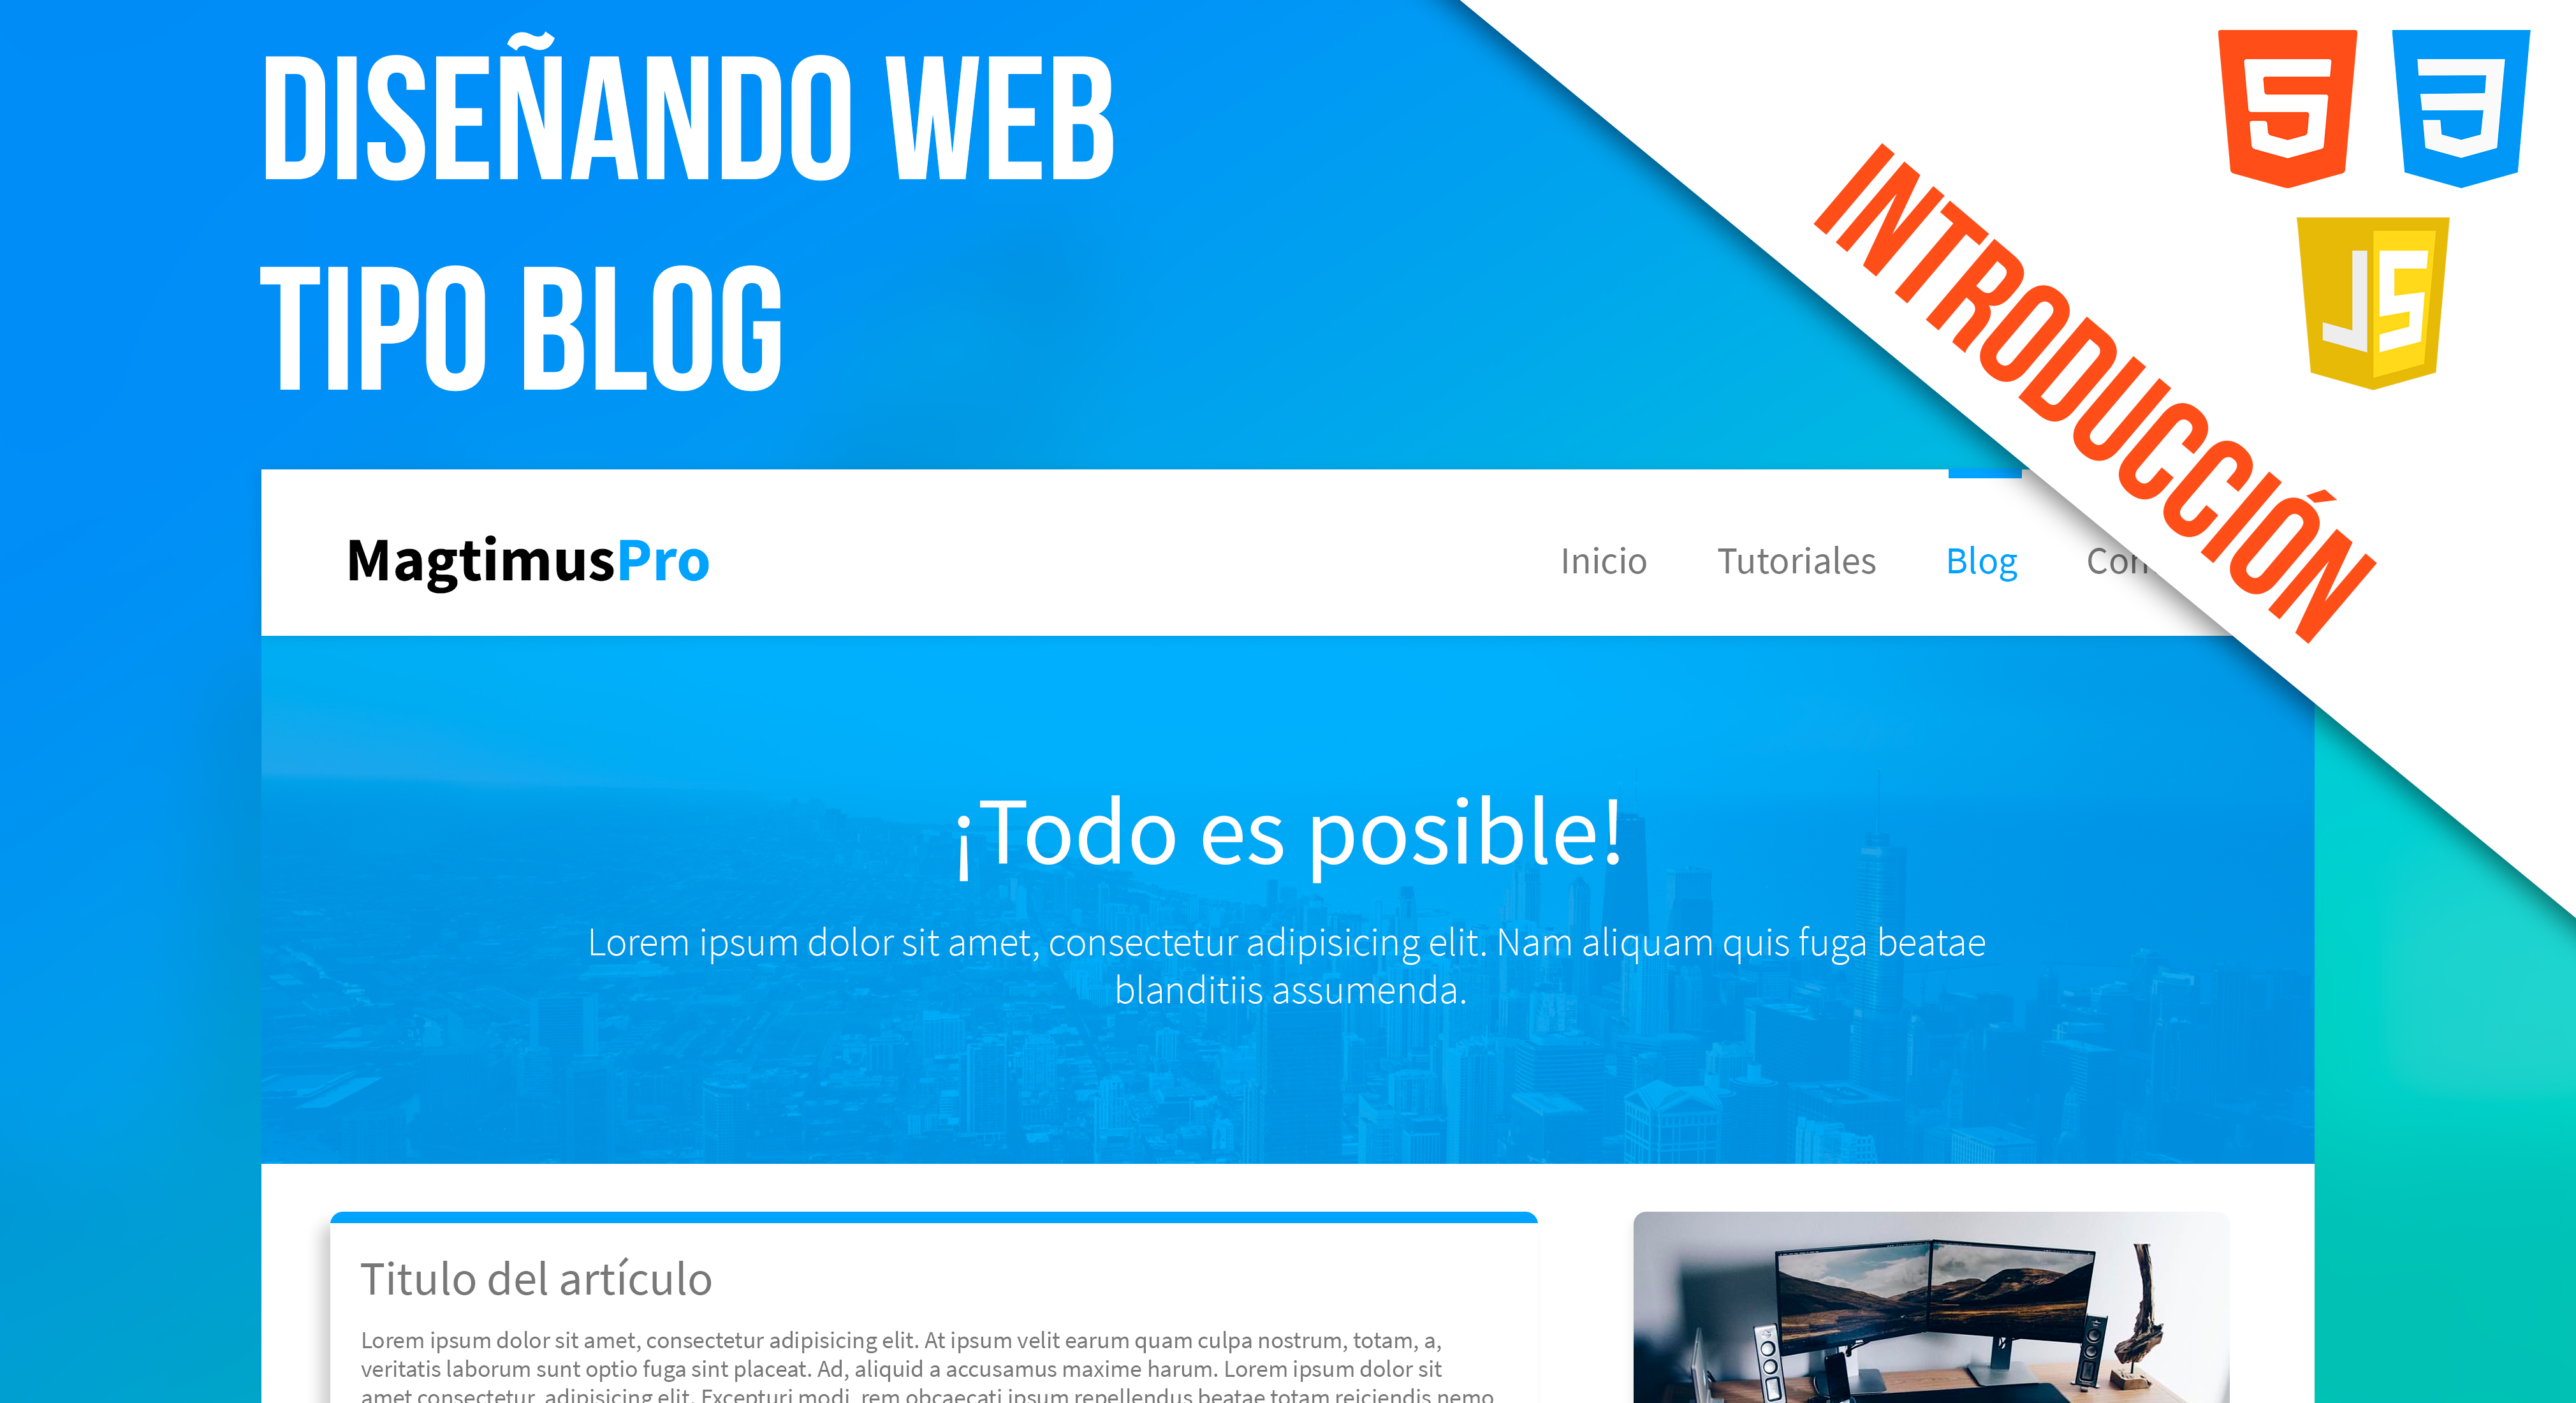 DISEÑANDO WEB
TIPO BLOG
INTRODUCCIÓN
5
3
JS
MagtimusPro
Inicio Tutoriales Blog
¡Todo es posible!
Lorem ipsum dolor sit amet, consectetur adipisicing elit. Nam aliquam quis fuga beatae
blanditiis assumenda.
Titulo del artículo
Lorem ipsum dolor sit amet, consectetur adipisicing elit. At ipsum velit earum quam culpa nostrum, totam, a,
veritatis laborum sunt optio fuga sint placeat. Ad, aliquid a accusamus maxime harum. Lorem ipsum dolor sit
amet consectetur, adipisicing elit. Excepturi modi, rem obcaecati ipsum repellendus beatae totam reiciendis nemo